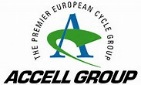 THE PREMIER EUROPEAN CYCLE GROUP
A
ACCELL GROUP